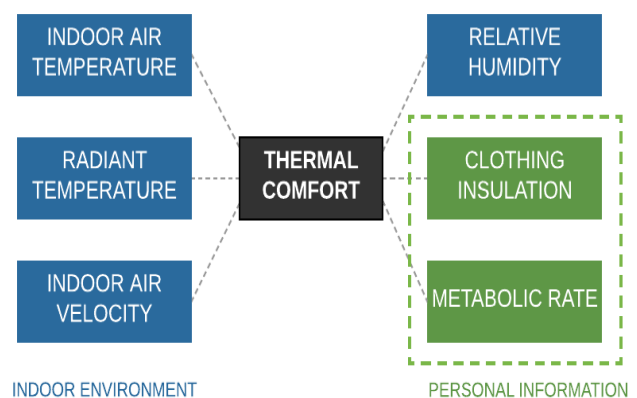 INDOOR AIR
TEMPERATURE
RELATIVE
HUMIDITY
RADIANT
TEMPERATURE
THERMAL
COMFORT
CLOTHING
INSULATION
INDOOR AIR
VELOCITY
METABOLIC RATE
INDOOR ENVIRONMENT
PERSONAL INFORMATION